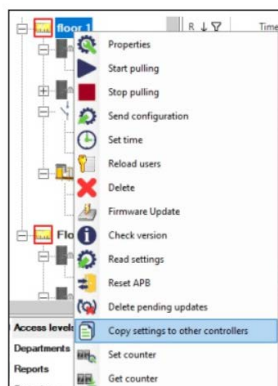 floor 1
R
Time
Properties
Start pulling
Stop pulling
Send configuration
Set time
Reload users
Delete
Firmware Update
Flo
Check version
Read settings
Reset APB
Delete pending updates
Access levels
Copy settings to other controllers
Departments
Set counter
Reports
Get counter